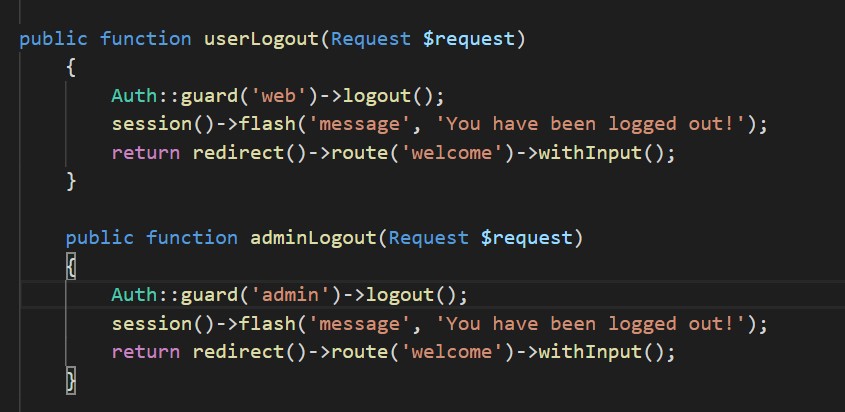 public function userLogout(Request $request)
{
Auth::guard('web')->logout();
session()->flash('message', 'You have been logged out!');
return redirect()->route('welcome')->withInput();
}
public function adminLogout(Request $request)
{
Auth::guard('admin')->logout();
session()->flash('message', 'You have been logged out!');
return redirect()->route('welcome')->withInput();
}